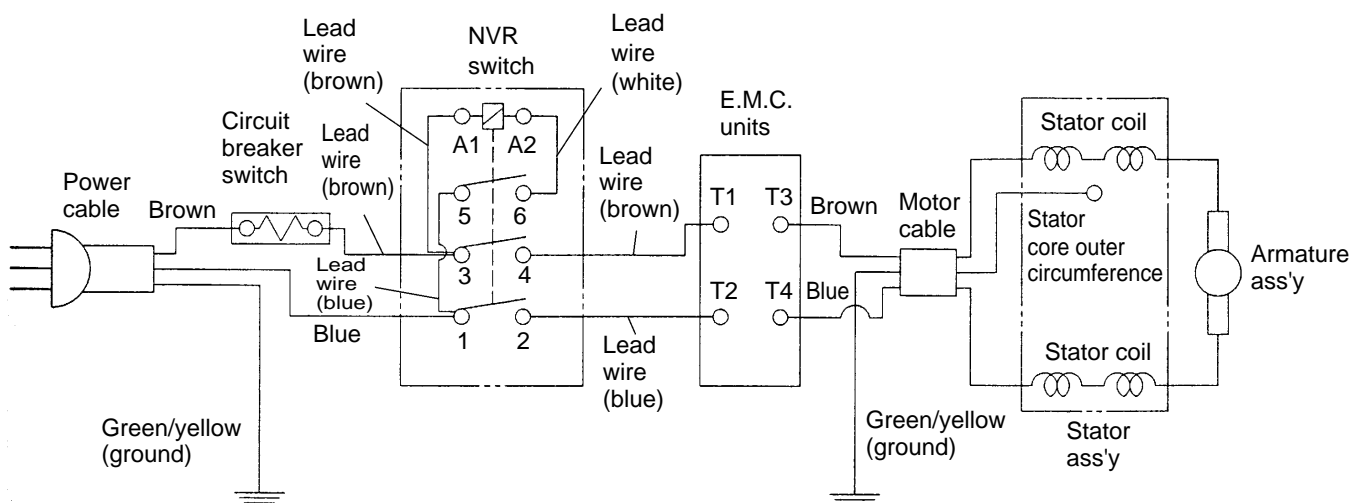 Lead
wire
(brown)
NVR
switch
Lead
wire
(white)
E.M.C.
units
Circuit
breaker
switch
Lead
wire
(brown)
A1
A2
Lead
wire
(brown)
Stator coil
Power
cable
Brown
5
6
T1
T3
Brown
Motor
cable
Stator
core outer
circumference
Armature
ass'y
Lead
wire
(blue)
3
4
T2
T4
Blue
Blue
1
2
Lead
wire
(blue)
Stator coil
Green/yellow
(ground)
Green/yellow
(ground)
Stator
ass'y